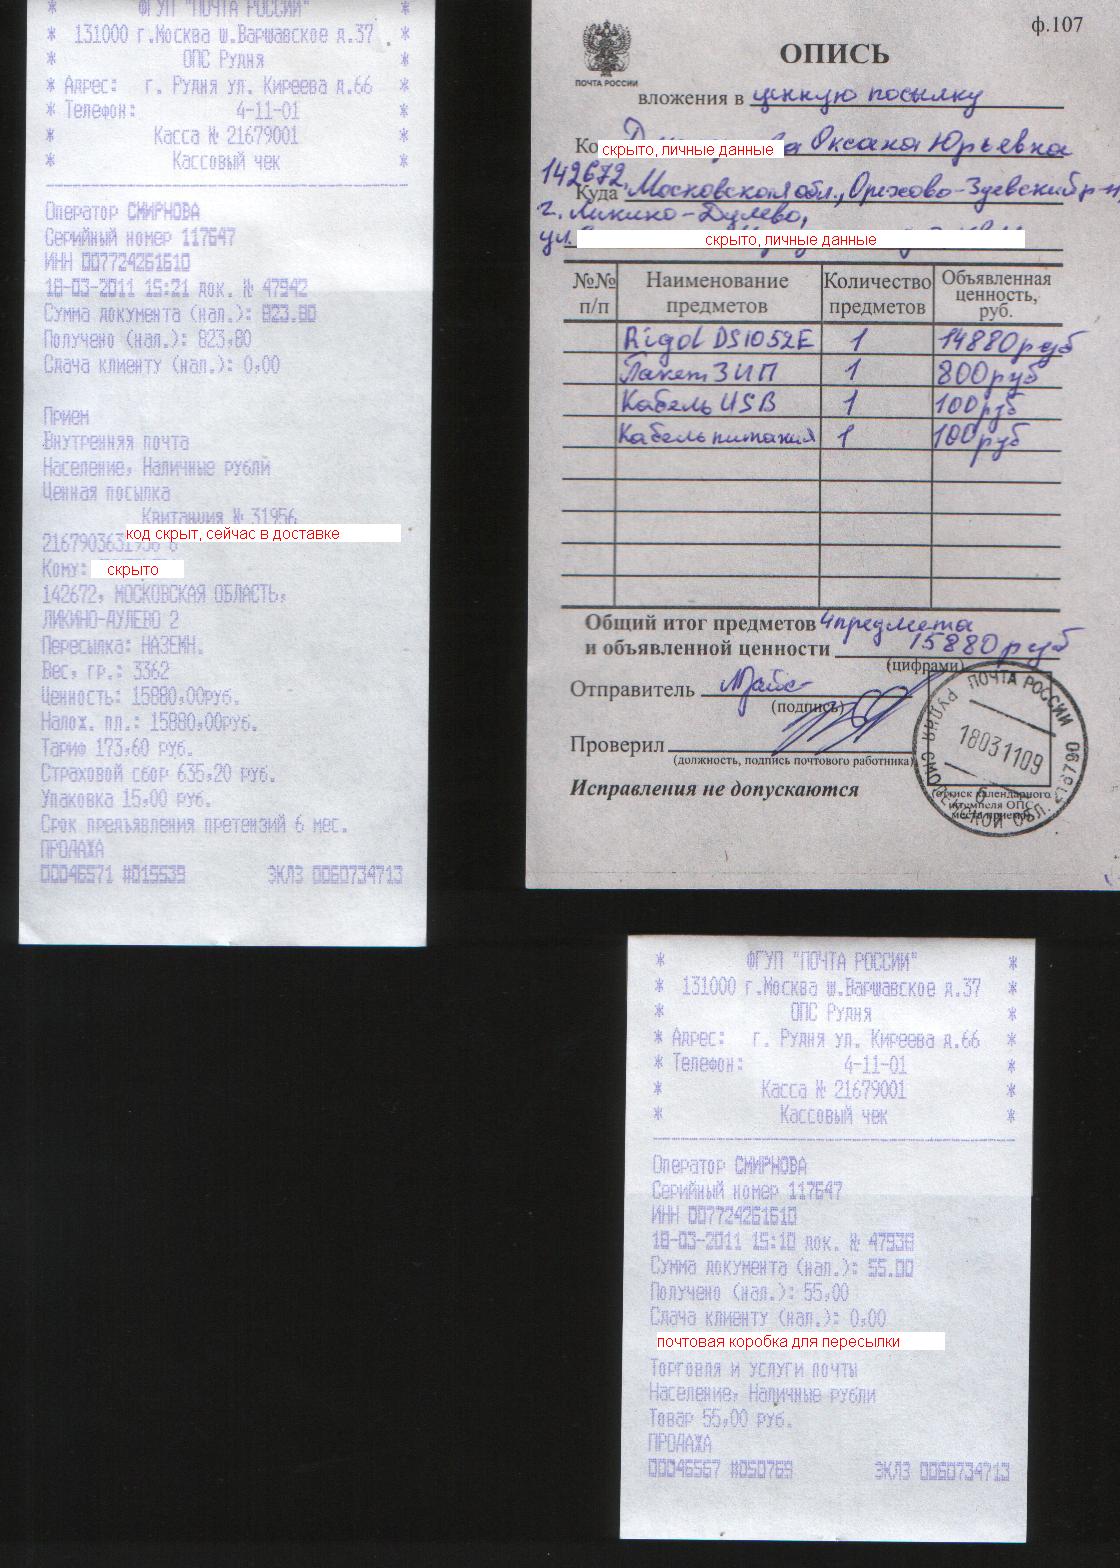 * ФГУП "ПОЧТА РОССИИ" *
* 131000 г.Москва ш.Варшавское д.37 *
* ОПС Рудня *
* Адрес: г. Рудня ул. Киреева д.66 *
* Телефон: 4-11-01 *
* Касса № 21679001 *
* Кассовый чек *
Оператор СМИРНОВА
Серийный номер 117647
ИНН 007724261610
18-03-2011 15:21 док. № 47942
Сумма документа (нал.): 823.80
Получено (нал.): 823,80
Сдача клиенту (нал.): 0,00
Прием
Внутренняя почта
Население, Наличные рубли
Ценная посылка
Квитанция № 31956
код скрыт, сейчас в доставке
Кому: скрыто
142672, МОСКОВСКАЯ ОБЛАСТЬ,
ЛИКИНО-ДУЛЕВО 2
Пересылка: НАЗЕМН.
Вес, гр.: 3362
Ценность: 15880,00руб.
Налож. пл.: 15880,00руб.
Тариф 173,60 руб.
Страховой сбор 635,20 руб.
Упаковка 15,00 руб.
Срок предъявления претензий 6 мес.
ПРОДАЖА
00046571 #015539 ЭКЛЗ 0060734713
ф.107
ПОЧТА РОССИИ
ОПИСЬ
вложения в ценную посылку
скрыто, личные данные Оксана Юрьевна
142672,
Куда Московская обл., Орехово-Зуевский р-н
г. Ликино-Дулево,
ул. скрыто, личные данные
№№ п/п Наименование предметов Количество предметов Объявленная ценность, руб.
Rigol DS1052E 1 14880руб
Пакет ЗИП 1 800руб
Кабель USB 1 100руб
Кабель питания 1 100руб
Общий итог предметов 4 предмета
и объявленной ценности 15880 руб
(цифрами)
Отправитель
(подпись)
Проверил
(должность, подпись почтового работника)
Исправления не допускаются
ПОЧТА РОССИИ
18031109
(оттиск календарного
штемпеля ОПС
места приема)
* ФГУП "ПОЧТА РОССИИ" *
* 131000 г.Москва ш.Варшавское д.37 *
* ОПС Рудня *
* Адрес: г. Рудня ул. Киреева д.66 *
* Телефон: 4-11-01 *
* Касса № 21679001 *
* Кассовый чек *
Оператор СМИРНОВА
Серийный номер 117647
ИНН 007724261610
18-03-2011 15:10 док. № 47938
Сумма документа (нал.): 55.00
Получено (нал.): 55,00
Сдача клиенту (нал.): 0,00
почтовая коробка для пересылки
Торговля и услуги почты
Население, Наличные рубли
Товар 55,00 руб.
ПРОДАЖА
00046567 #050769 ЭКЛЗ 0060734713